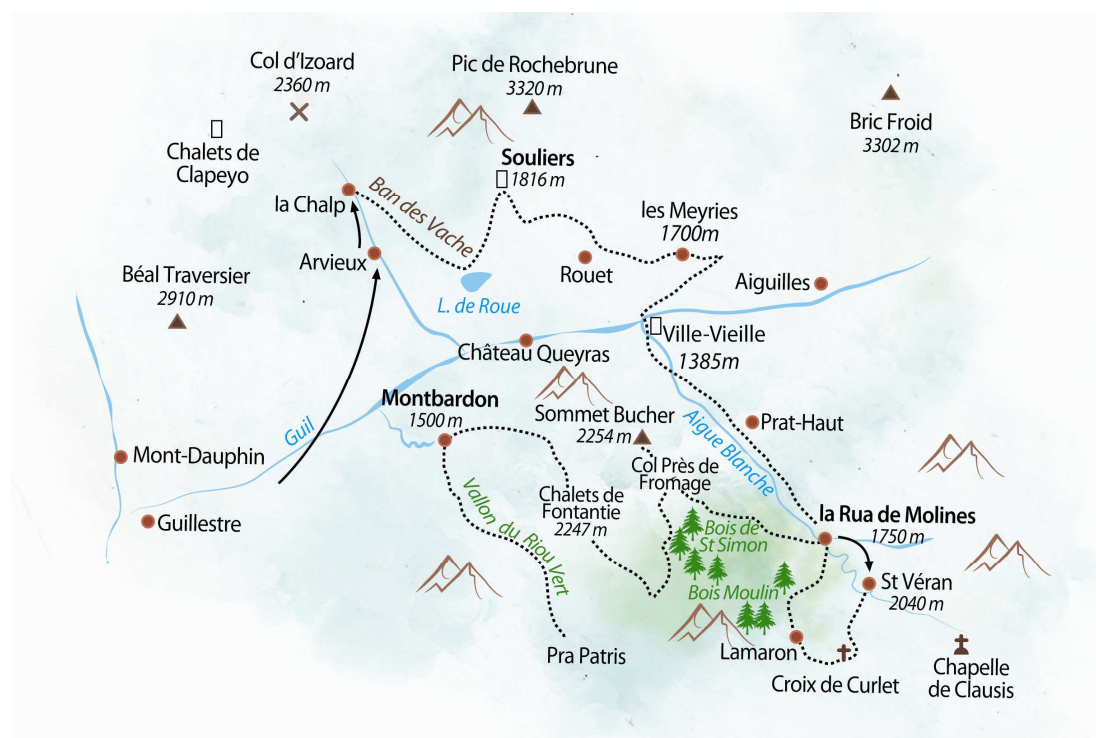 Col d'Izoard
2360 m
Pic de Rochebrune
3320 m
Bric Froid
3302 m
Chalets de
Clapeyo
Souliers
1816 m
la Chalp
Ban des Vache
les Meyries
1700m
Arvieux
Rouet
Béal Traversier
2910 m
Aiguilles
L. de Roue
Ville-Vieille
1385m
Château Queyras
Montbardon
1500 m
Sommet Bucher
2254 m
Guil
Aigue Blanche
Prat-Haut
Mont-Dauphin
Col Près de
Fromage
Guillestre
Vallon du Riou Vert
Chalets de
Fontantie
2247 m
Bois de
St Simon
la Rua de Molines
1750 m
St Véran
2040 m
Bois Moulin
Pra Patris
Lamaron
Croix de Curlet
Chapelle
de Clausis